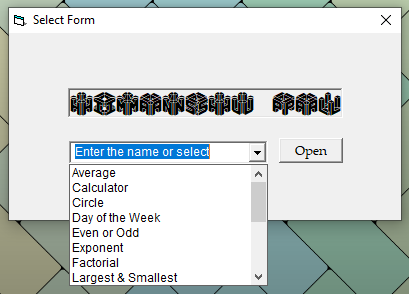 Select Form
Enter the name or select
Open
Average
Calculator
Circle
Day of the Week
Even or Odd
Exponent
Factorial
Largest & Smallest